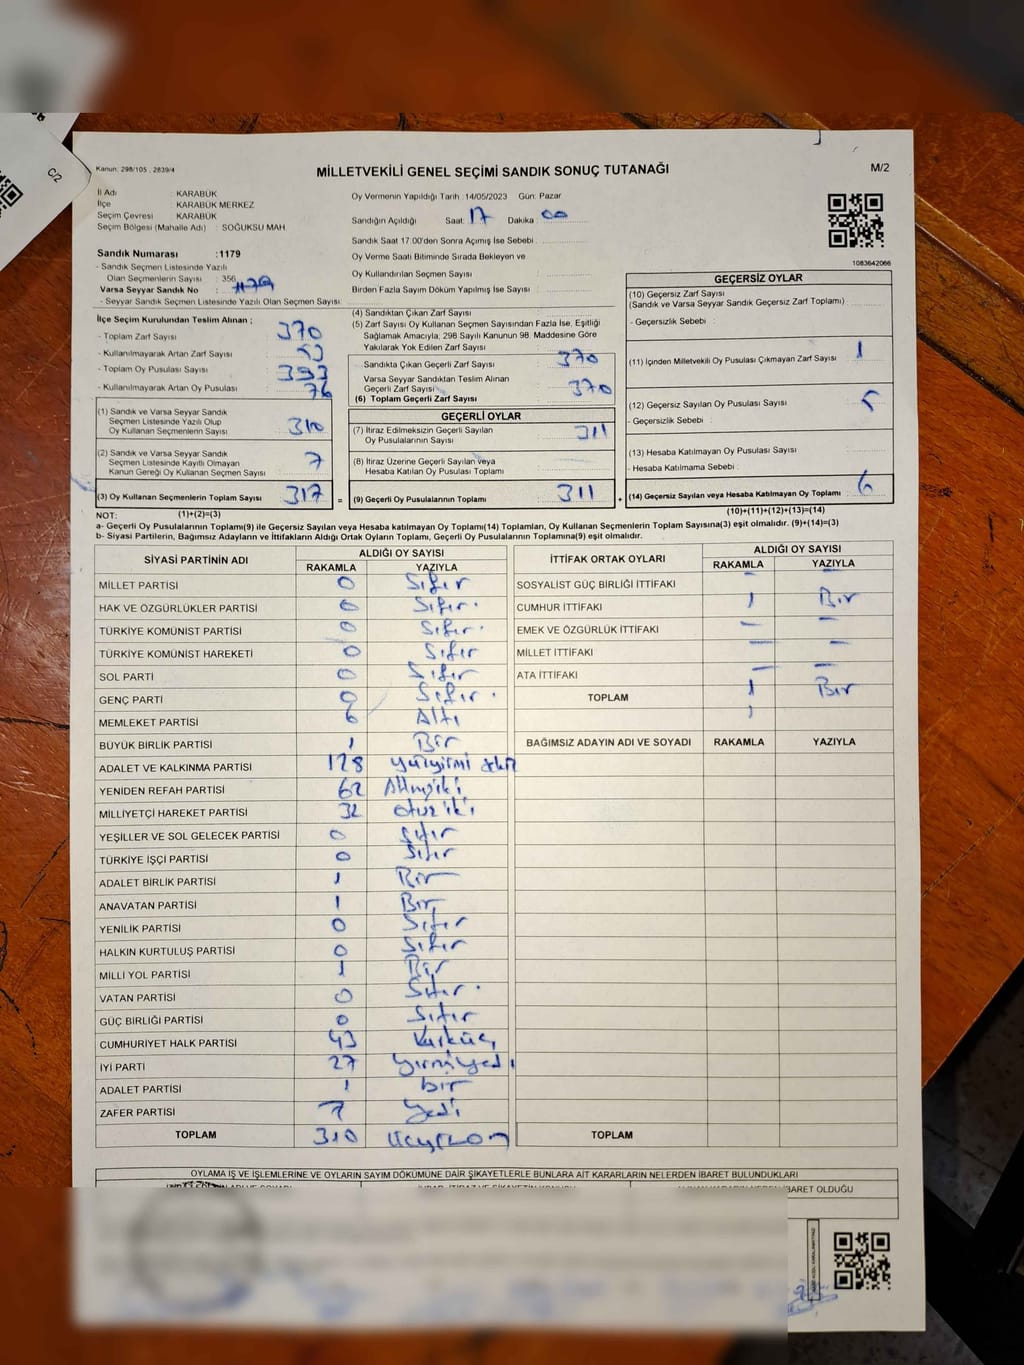 C/2
Kanun: 298/105 , 2839/4
MİLLETVEKİLİ GENEL SEÇİMİ SANDIK SONUÇ TUTANAĞI
M/2
İl Adı : KARABÜK
İlçe : KARABÜK MERKEZ
Seçim Çevresi : KARABÜK
Seçim Bölgesi (Mahalle Adı) : SOĞUKSU MAH
Oy Vermenin Yapıldığı Tarih :14/05/2023 Gün: Pazar
Sandığın Açıldığı Saat: 17 Dakika 00
Sandık Saat 17.00'den Sonra Açımış İse Sebebi :
Oy Verme Saati Bitiminde Sırada Bekleyen ve
Oy Kullandırılan Seçmen Sayısı :
Birden Fazla Sayım Döküm Yapılmış İse Sayısı :
1083642066
Sandık Numarası :1179
- Sandık Seçmen Listesinde Yazılı
Olan Seçmenlerin Sayısı : 356
Varsa Seyyar Sandık No :
- Seyyar Sandık Seçmen Listesinde Yazılı Olan Seçmen Sayısı:
İlçe Seçim Kurulundan Teslim Alınan ;
- Toplam Zarf Sayısı : 370
- Kullanılmayarak Artan Zarf Sayısı : 53
- Toplam Oy Pusulası Sayısı : 393
- Kullanılmayarak Artan Oy Pusulası : 76
(1) Sandık ve Varsa Seyyar Sandık
Seçmen Listesinde Yazılı Olup
Oy Kullanan Seçmenlerin Sayısı : 310
(2) Sandık ve Varsa Seyyar Sandık
Seçmen Listesinde Kayıtlı Olmayan
Kanun Gereği Oy Kullanan Seçmen Sayısı : 7
(3) Oy Kullanan Seçmenlerin Toplam Sayısı : 317 =
(4) Sandıktan Çıkan Zarf Sayısı :
(5) Zarf Sayısı Oy Kullanan Seçmen Sayısından Fazla İse, Eşitliği
Sağlamak Amacıyla, 298 Sayılı Kanunun 98. Maddesine Göre
Yakılarak Yok Edilen Zarf Sayısı :
Sandıkta Çıkan Geçerli Zarf Sayısı : 370
Varsa Seyyar Sandıktan Teslim Alınan
Geçerli Zarf Sayısı :
(6) Toplam Geçerli Zarf Sayısı : 370
GEÇERLİ OYLAR
(7) İtiraz Edilmeksizin Geçerli Sayılan
Oy Pusulalarının Sayısı : 311
(8) İtiraz Üzerine Geçerli Sayılan veya
Hesaba Katılan Oy Pusulası Toplamı :
(9) Geçerli Oy Pusulalarının Toplamı : 311 +
GEÇERSİZ OYLAR
(10) Geçersiz Zarf Sayısı
(Sandık ve Varsa Seyyar Sandık Geçersiz Zarf Toplamı) :
- Geçersizlik Sebebi :
(11) İçinden Milletvekili Oy Pusulası Çıkmayan Zarf Sayısı : 1
(12) Geçersiz Sayılan Oy Pusulası Sayısı : 5
- Geçersizlik Sebebi :
(13) Hesaba Katılmayan Oy Pusulası Sayısı :
- Hesaba Katılmama Sebebi :
(14) Geçersiz Sayılan veya Hesaba Katılmayan Oy Toplamı : 6
NOT: (1)+(2)=(3) (10)+(11)+(12)+(13)=(14)
a- Geçerli Oy Pusulalarının Toplamı(9) ile Geçersiz Sayılan veya Hesaba katılmayan Oy Toplamı(14) Toplamları, Oy Kullanan Seçmenlerin Toplam Sayısına(3) eşit olmalıdır. (9)+(14)=(3)
b- Siyasi Partilerin, Bağımsız Adayların ve İttifakların Aldığı Ortak Oyların Toplamı, Geçerli Oy Pusulalarının Toplamına(9) eşit olmalıdır.
SİYASİ PARTİNİN ADI ALDIĞI OY SAYISI
RAKAMLA YAZIYLA
MİLLET PARTİSİ 0 Sıfır
HAK VE ÖZGÜRLÜKLER PARTİSİ 0 Sıfır.
TÜRKİYE KOMÜNİST PARTİSİ 0 Sıfır.
TÜRKİYE KOMÜNİST HAREKETİ 0 Sıfır
SOL PARTİ 0 Sıfır
GENÇ PARTİ 0 Sıfır.
MEMLEKET PARTİSİ 6 Altı
BÜYÜK BİRLİK PARTİSİ 1 Bir
ADALET VE KALKINMA PARTİSİ 128 yüzyirmi
YENİDEN REFAH PARTİSİ 62 Altmışiki
MİLLİYETÇİ HAREKET PARTİSİ 32 otuziki
YEŞİLLER VE SOL GELECEK PARTİSİ 0 sıfır
TÜRKİYE İŞÇİ PARTİSİ 0 Sıfır
ADALET BİRLİK PARTİSİ 1 Bir
ANAVATAN PARTİSİ 1 Bir
YENİLİK PARTİSİ 0 Sıfır
HALKIN KURTULUŞ PARTİSİ 0 Sıfır
MİLLİ YOL PARTİSİ 1 Bir
VATAN PARTİSİ 0 Sıfır.
GÜÇ BİRLİĞİ PARTİSİ 0 Sıfır
CUMHURİYET HALK PARTİSİ 43 Kırküç
İYİ PARTİ 27 yirmiyedi
ADALET PARTİSİ 1 bir
ZAFER PARTİSİ 7 Yedi
TOPLAM 310 Üçyüzon
İTTİFAK ORTAK OYLARI ALDIĞI OY SAYISI
RAKAMLA YAZIYLA
SOSYALİST GÜÇ BİRLİĞİ İTTİFAKI — —
CUMHUR İTTİFAKI 1 Bir
EMEK VE ÖZGÜRLÜK İTTİFAKI — —
MİLLET İTTİFAKI — —
ATA İTTİFAKI — —
TOPLAM 1 Bir
BAĞIMSIZ ADAYIN ADI VE SOYADI RAKAMLA YAZIYLA
TOPLAM
OYLAMA İŞ VE İŞLEMLERİNE VE OYLARIN SAYIM DÖKÜMÜNE DAİR ŞİKAYETLERLE BUNLARA AİT KARARLARIN NELERDEN İBARET BULUNDUKLARI
İBARET OLDUĞU